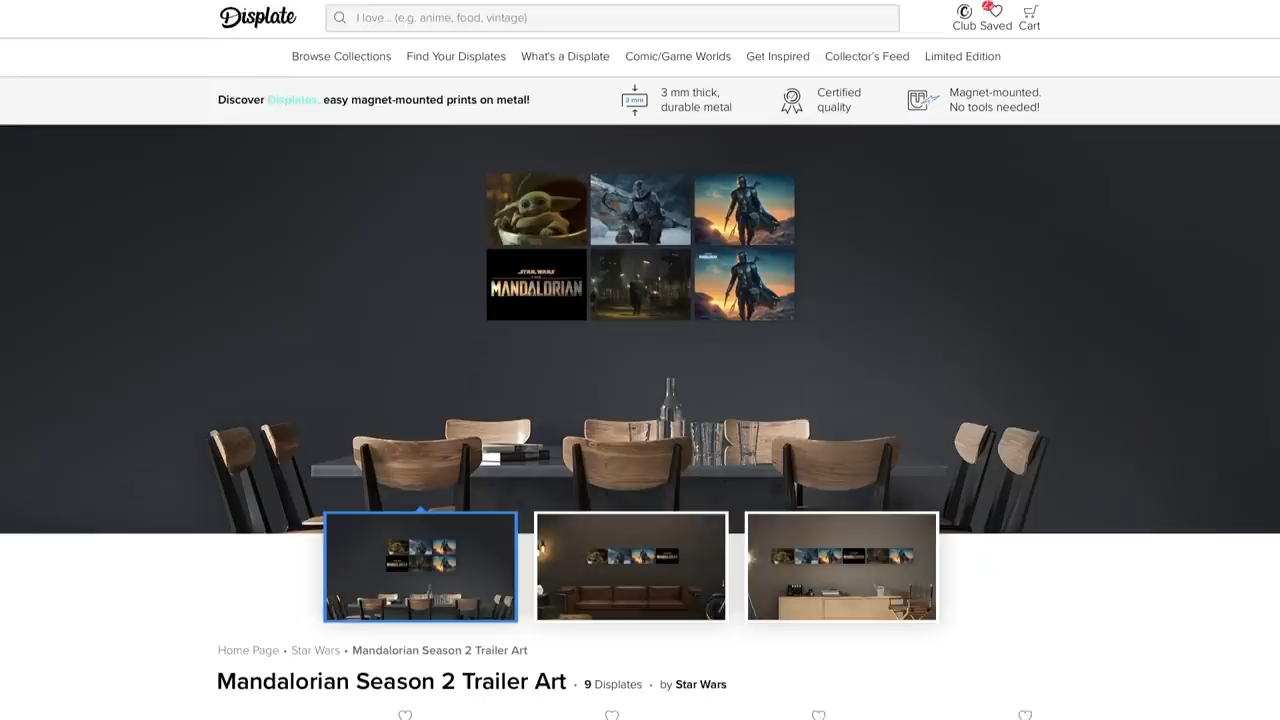 Displate
I love... (e.g. anime, food, vintage)
Club Saved Cart
Browse Collections Find Your Displates What's a Displate Comic/Game Worlds Get Inspired Collector's Feed Limited Edition
Discover Displates, easy magnet-mounted prints on metal!
3 mm
3 mm thick,
durable metal
Certified
quality
Magnet-mounted.
No tools needed!
STAR WARS
THE
MANDALORIAN
Home Page • Star Wars • Mandalorian Season 2 Trailer Art
Mandalorian Season 2 Trailer Art · 9 Displates · by Star Wars